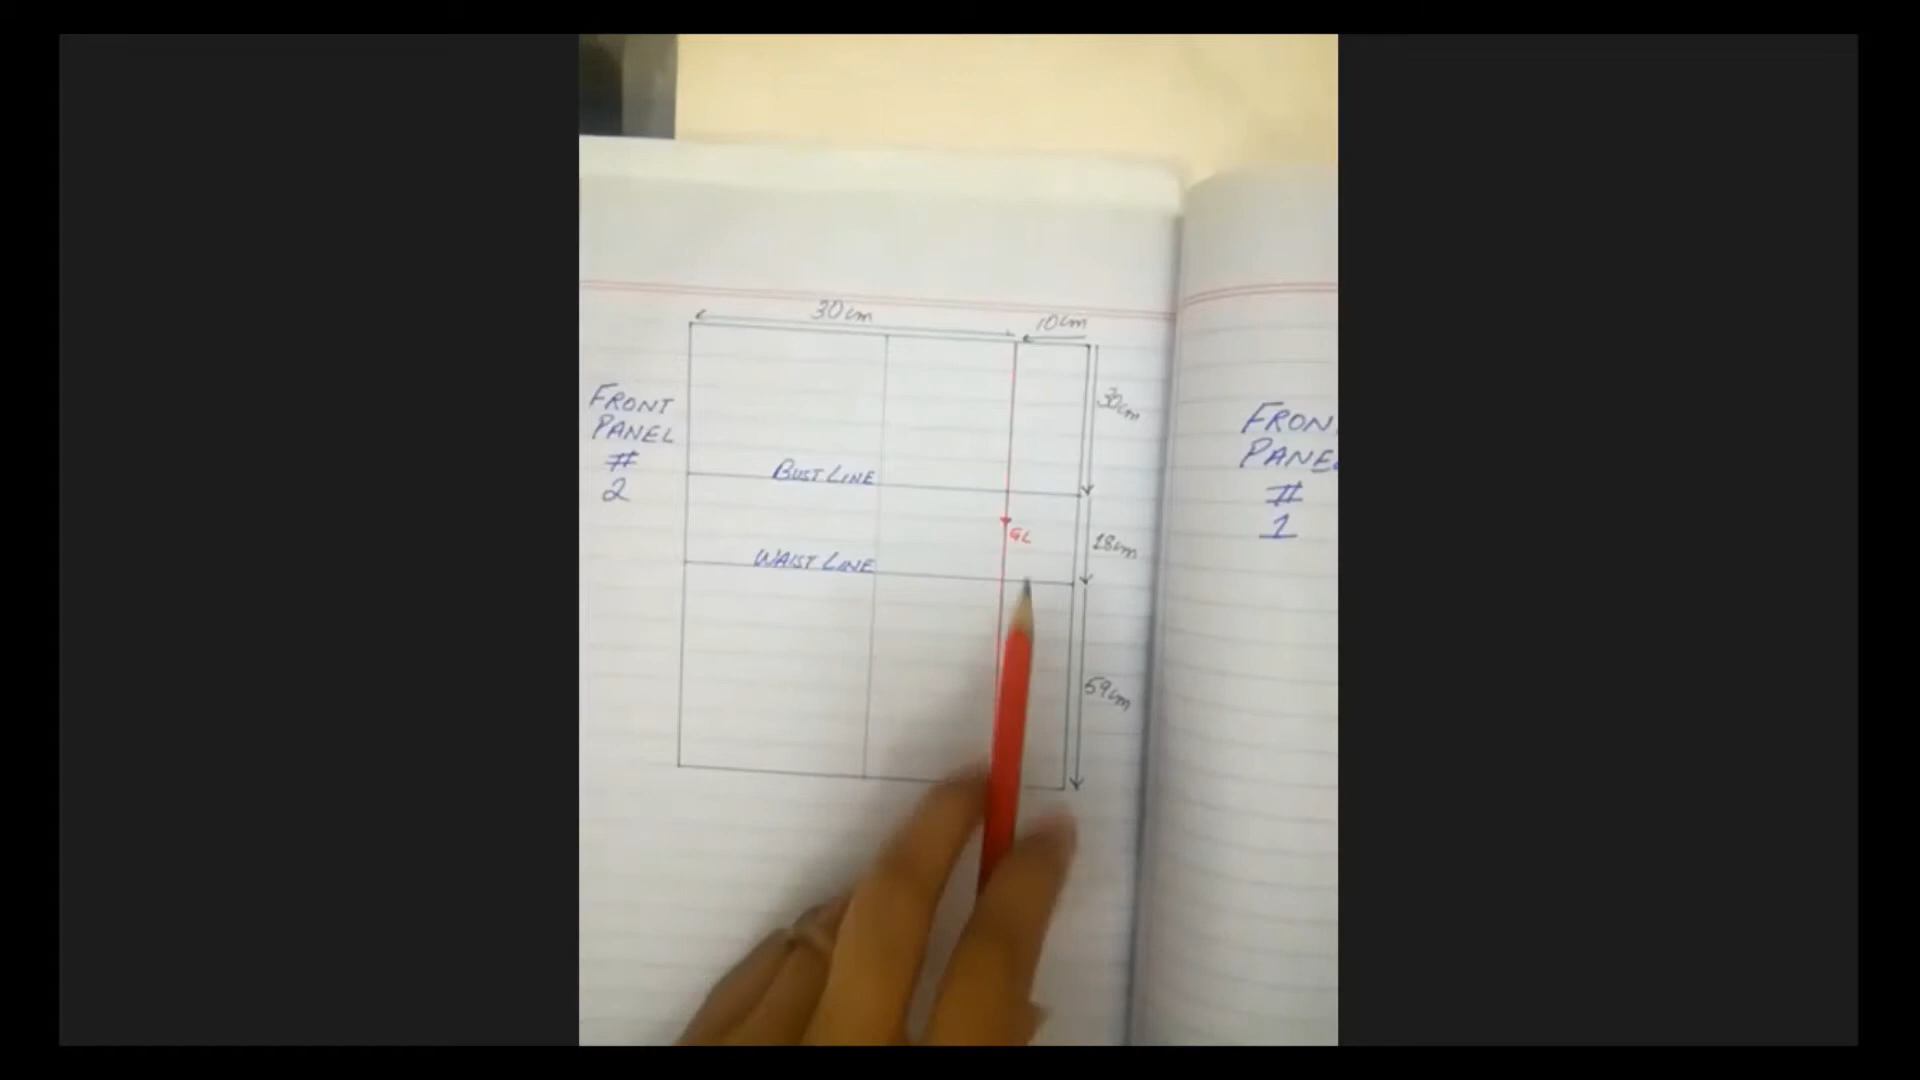 30cm
10cm
30cm
FRONT
PANEL
#
2
BUST LINE
GL
18cm
WAIST LINE
59cm
FRON
PANE
#
1